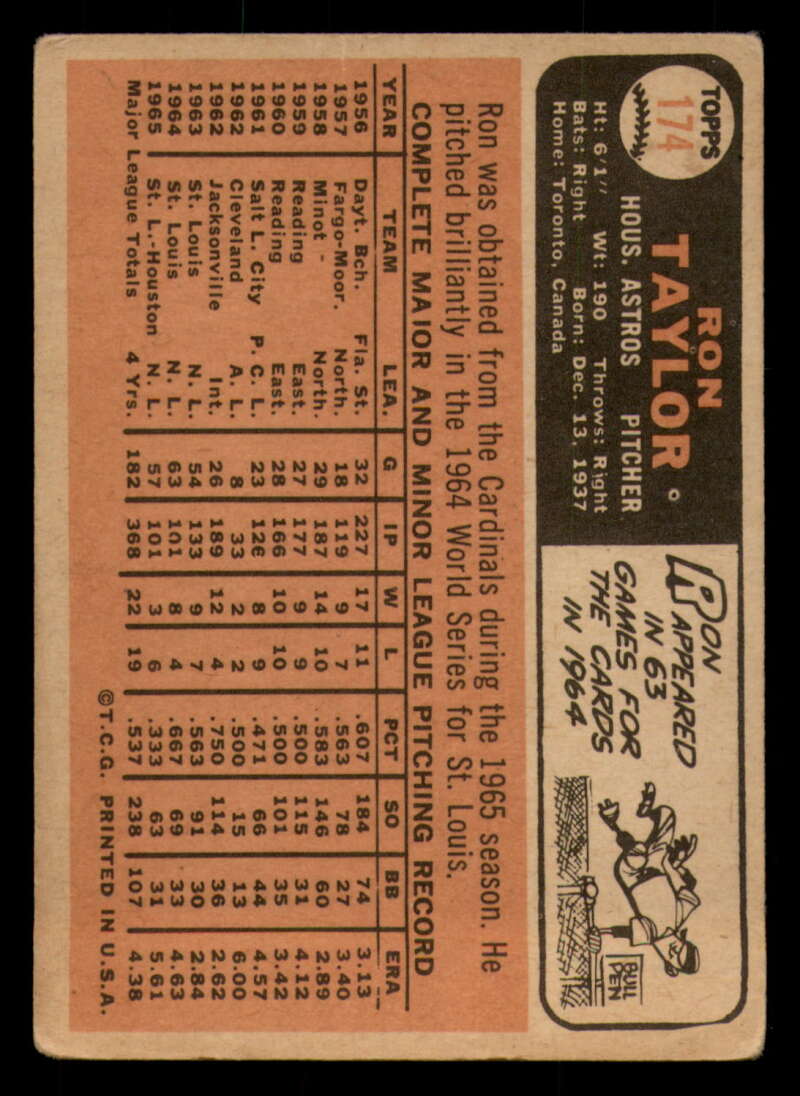 TOPPS
174
RON
TAYLOR
HOUS. ASTROS PITCHER
Ht: 6'1" Wt: 190 Throws: Right
Bats: Right Born: Dec. 13, 1937
Home: Toronto, Canada
RON
APPEARED
IN 63
GAMES FOR
THE CARDS
IN 1964
BULL
PEN
Ron was obtained from the Cardinals during the 1965 season. He
pitched brilliantly in the 1964 World Series for St. Louis.
COMPLETE MAJOR AND MINOR LEAGUE PITCHING RECORD
YEAR TEAM LEA. G IP W L PCT SO BB ERA
1956 Dayt. Bch. Fla. St. 32 227 17 11 .607 184 74 3.13
1957 Fargo-Moor. North. 18 119 9 7 .563 78 27 3.40
1958 Minot North. 29 187 14 10 .583 146 60 2.89
1959 Reading East. 27 177 9 9 .500 115 31 4.12
1960 Reading East. 28 166 10 10 .500 101 35 3.42
1961 Salt L. City P. C. L. 23 126 8 9 .471 66 44 4.57
1962 Cleveland A. L. 8 33 2 2 .500 15 13 6.00
1962 Jacksonville Int. 26 189 12 4 .750 114 36 2.62
1963 St. Louis N. L. 54 133 9 7 .563 91 30 2.84
1964 St. Louis N. L. 63 101 8 4 .667 69 33 4.63
1965 St. L.-Houston N. L. 57 101 3 6 .333 63 31 5.61
Major League Totals 4 Yrs. 182 368 22 19 .537 238 107 4.38
©T.C.G. PRINTED IN U.S.A.